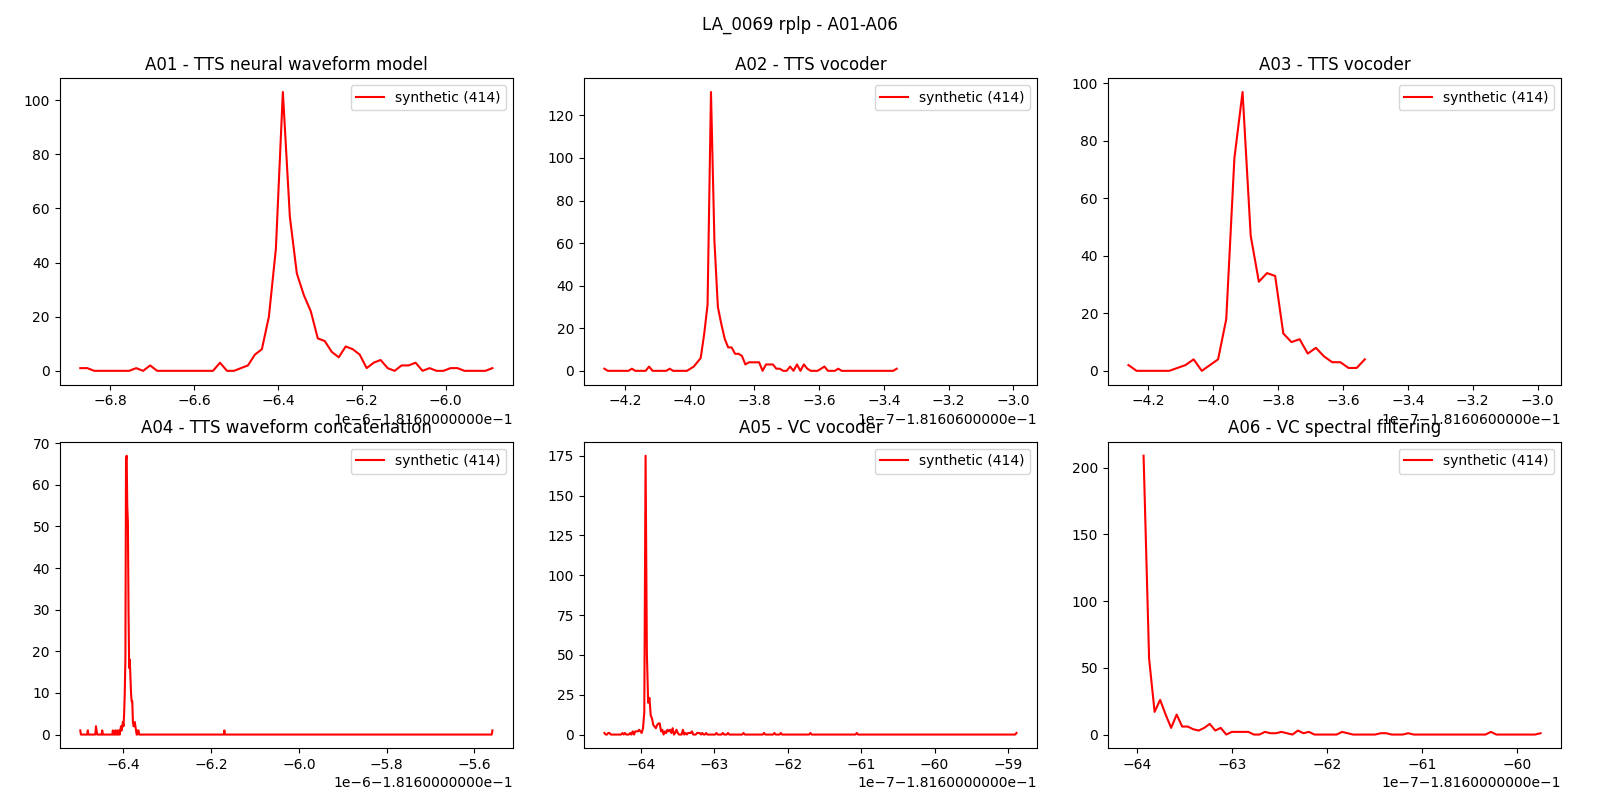 LA_0069 rplp - A01-A06
A01 - TTS neural waveform model
A02 - TTS vocoder
A03 - TTS vocoder
synthetic (414)
synthetic (414)
synthetic (414)
100
80
60
40
20
0
120
100
80
60
40
20
0
100
80
60
40
20
0
−6.8 −6.6 −6.4 −6.2 −6.0
−4.2 −4.0 −3.8 −3.6 −3.4 −3.2 −3.0
−4.2 −4.0 −3.8 −3.6 −3.4 −3.2 −3.0
1e−6−1.8160000000e−1
1e−7−1.8160600000e−1
1e−7−1.8160600000e−1
A04 - TTS waveform concatenation
A05 - VC vocoder
A06 - VC spectral filtering
synthetic (414)
synthetic (414)
synthetic (414)
70
60
50
40
30
20
10
0
175
150
125
100
75
50
25
0
200
150
100
50
0
−6.4 −6.2 −6.0 −5.8 −5.6
−64 −63 −62 −61 −60 −59
−64 −63 −62 −61 −60
1e−6−1.8160000000e−1
1e−7−1.8160000000e−1
1e−7−1.8160000000e−1